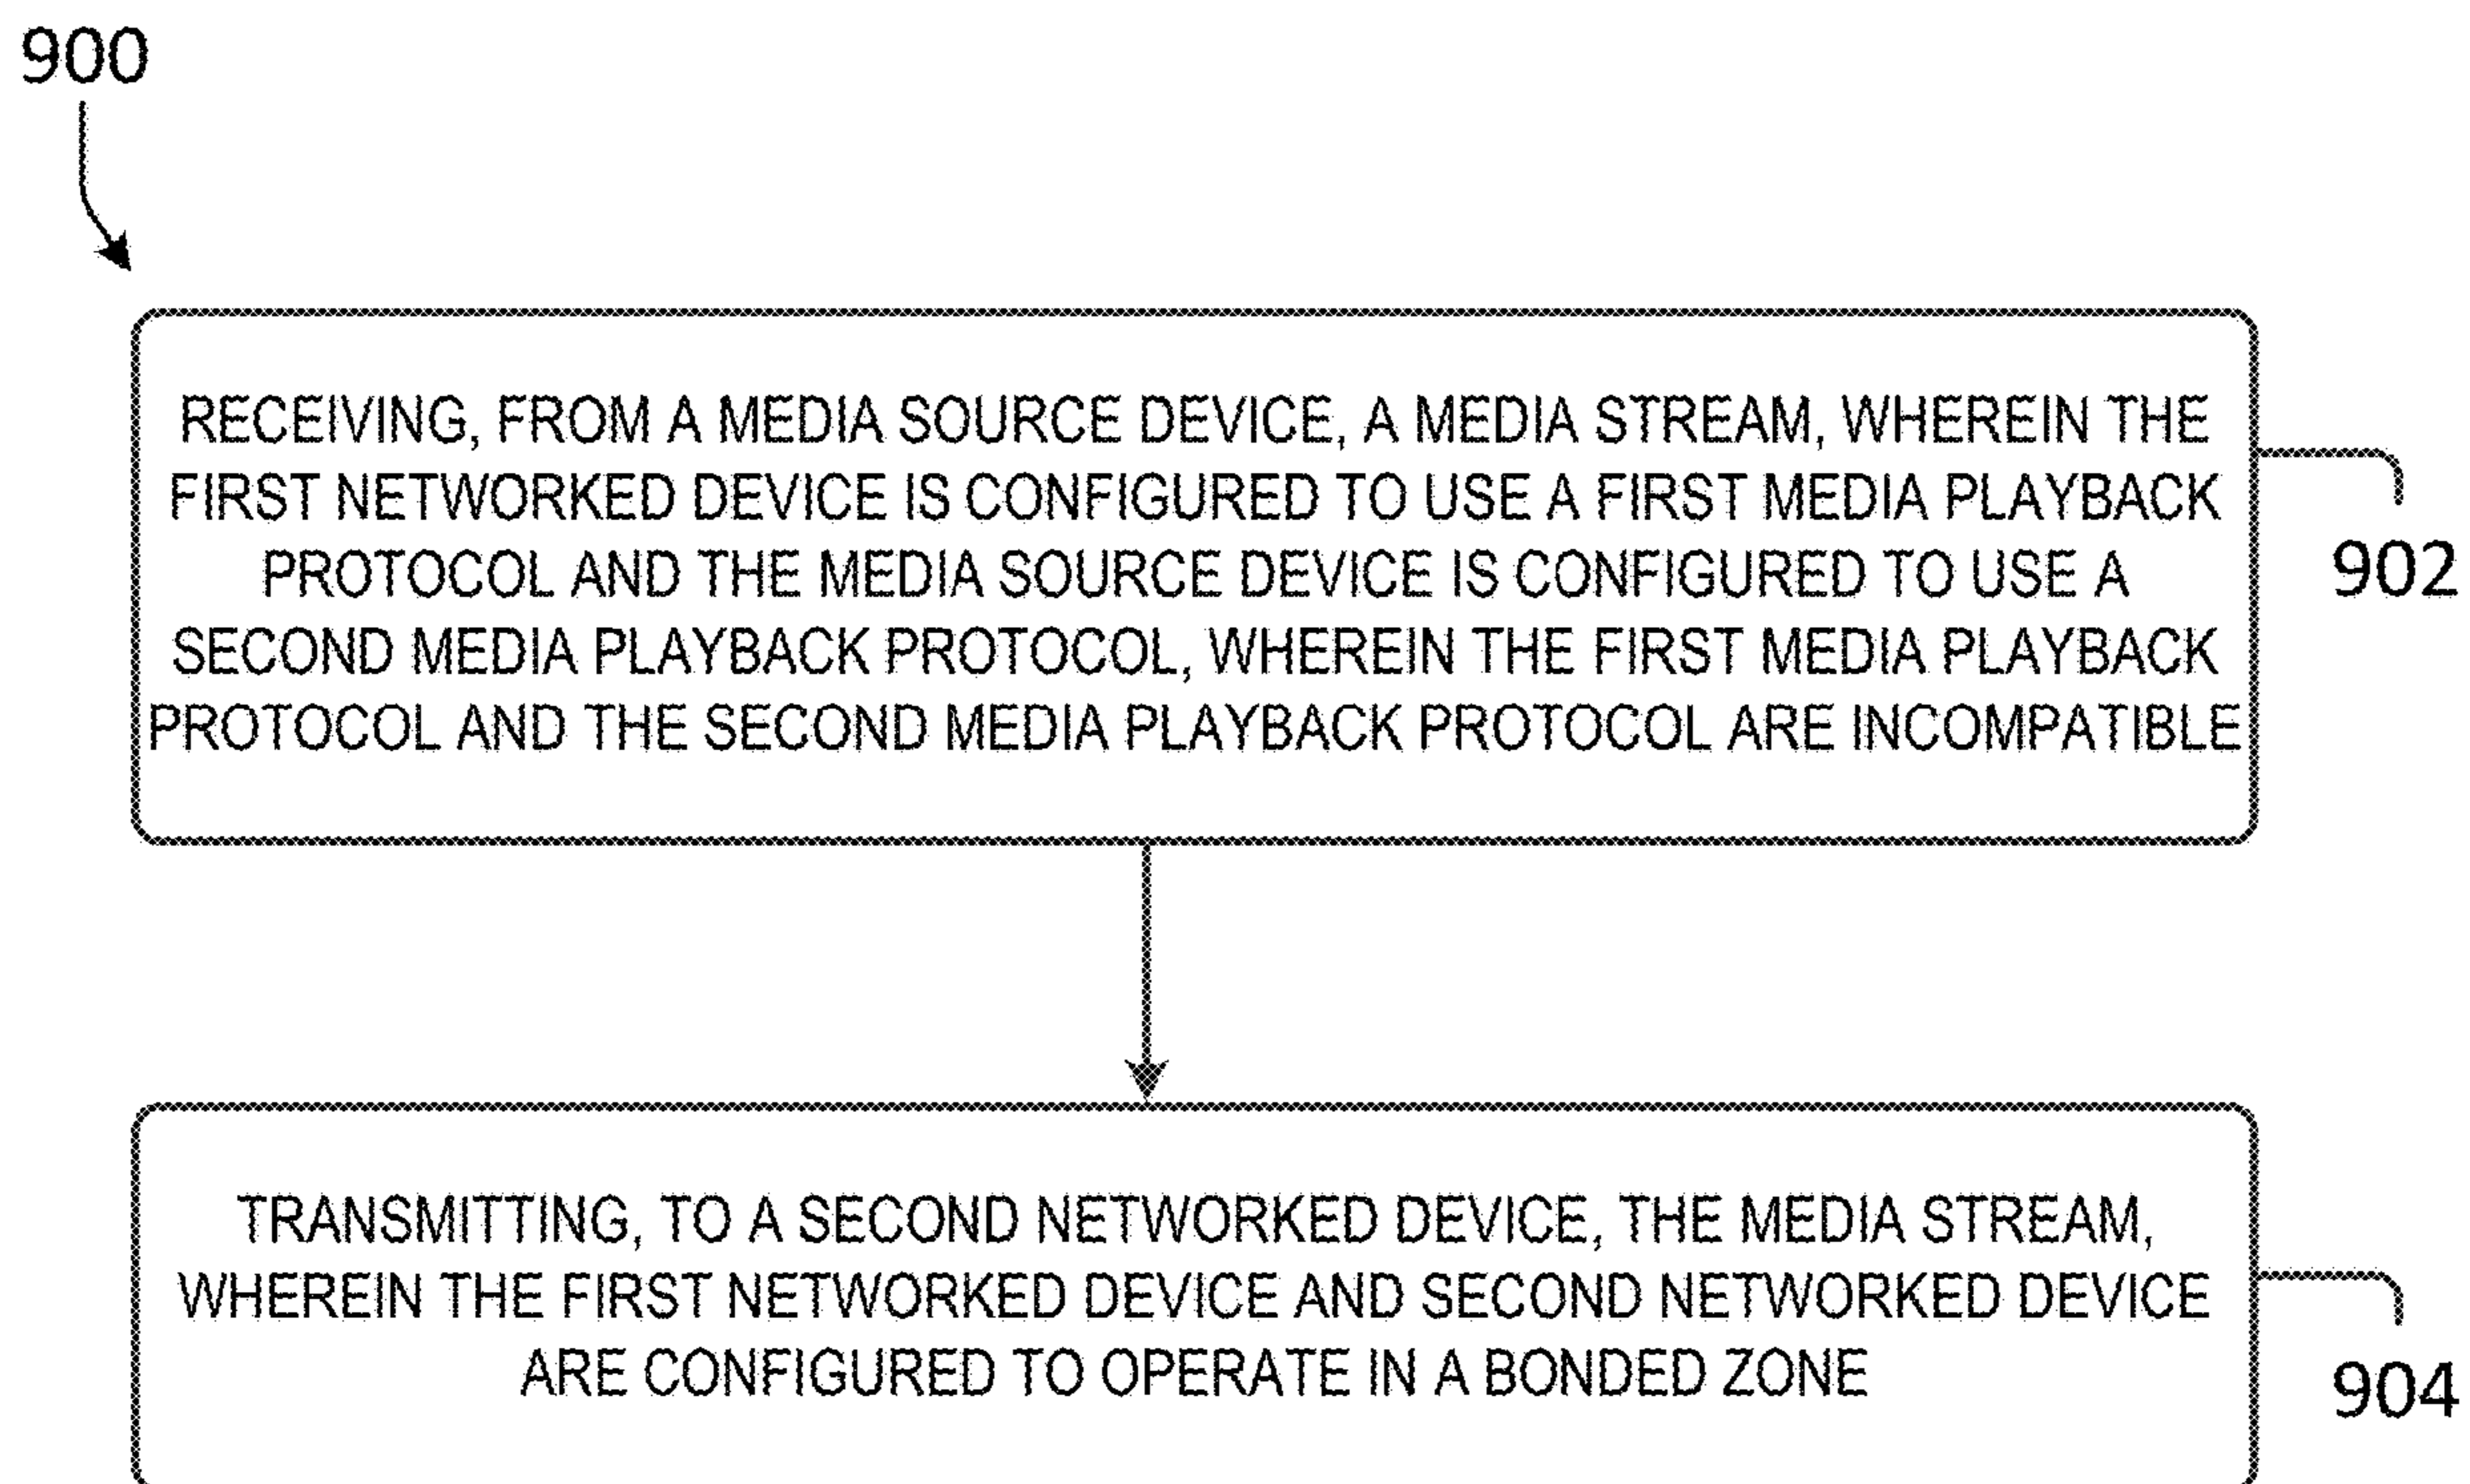 900
RECEIVING, FROM A MEDIA SOURCE DEVICE, A MEDIA STREAM, WHEREIN THE
FIRST NETWORKED DEVICE IS CONFIGURED TO USE A FIRST MEDIA PLAYBACK
PROTOCOL AND THE MEDIA SOURCE DEVICE IS CONFIGURED TO USE A
SECOND MEDIA PLAYBACK PROTOCOL, WHEREIN THE FIRST MEDIA PLAYBACK
PROTOCOL AND THE SECOND MEDIA PLAYBACK PROTOCOL ARE INCOMPATIBLE
902
TRANSMITTING, TO A SECOND NETWORKED DEVICE, THE MEDIA STREAM,
WHEREIN THE FIRST NETWORKED DEVICE AND SECOND NETWORKED DEVICE
ARE CONFIGURED TO OPERATE IN A BONDED ZONE
904